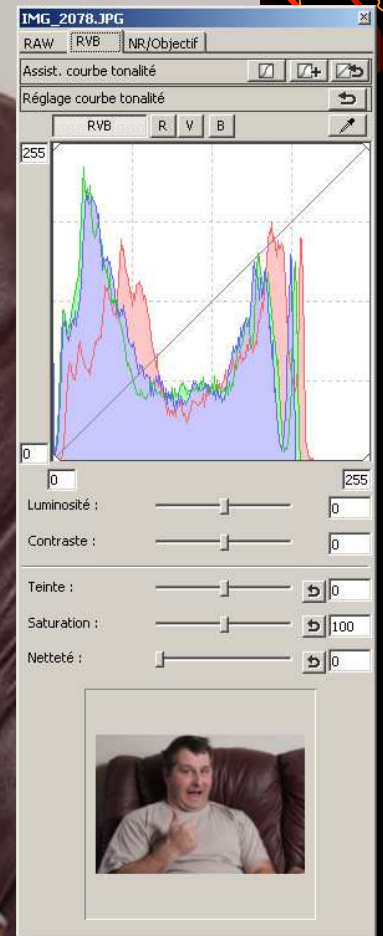 IMG_2078.JPG
RAW RVB NR/Objectif
Assist. courbe tonalité
Réglage courbe tonalité
RVB R V B
255
0
0 255
Luminosité : 0
Contraste : 0
Teinte : 0
Saturation : 100
Netteté : 0